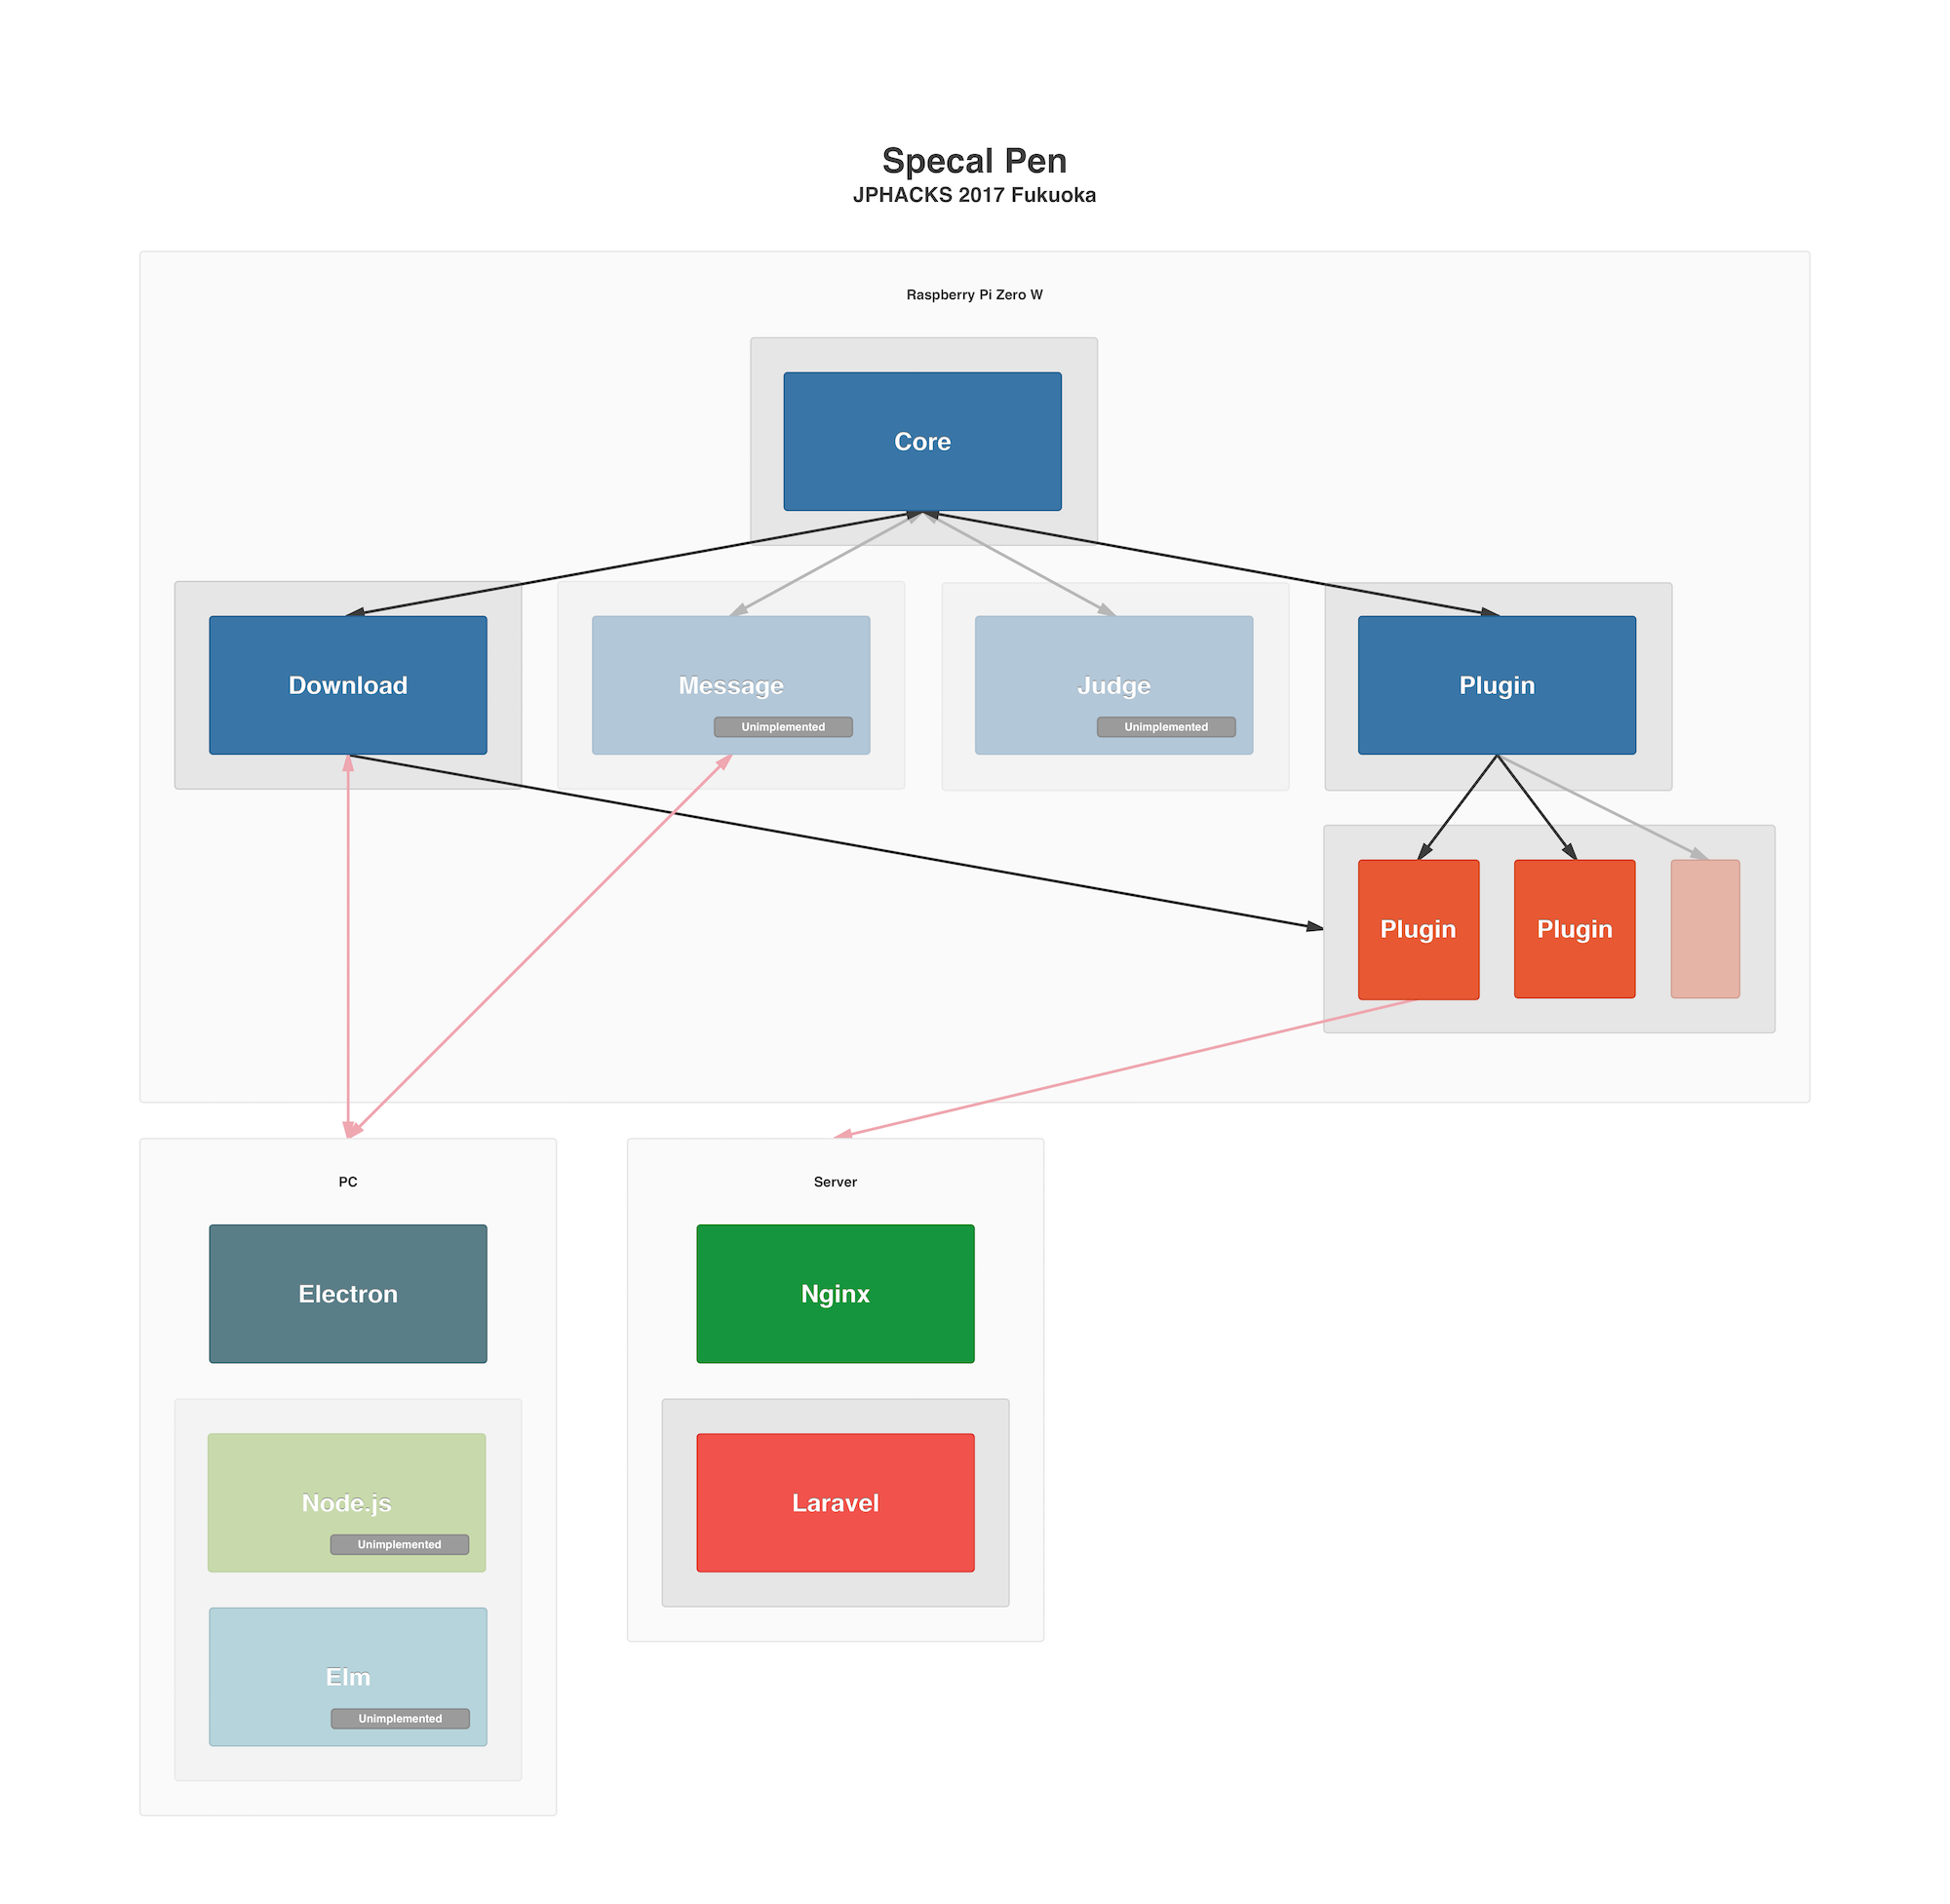 Specal Pen
JPHACKS 2017 Fukuoka
Raspberry Pi Zero W
Core
Download
Message
Unimplemented
Judge
Unimplemented
Plugin
Plugin
Plugin
PC
Electron
Node.js
Unimplemented
Elm
Unimplemented
Server
Nginx
Laravel